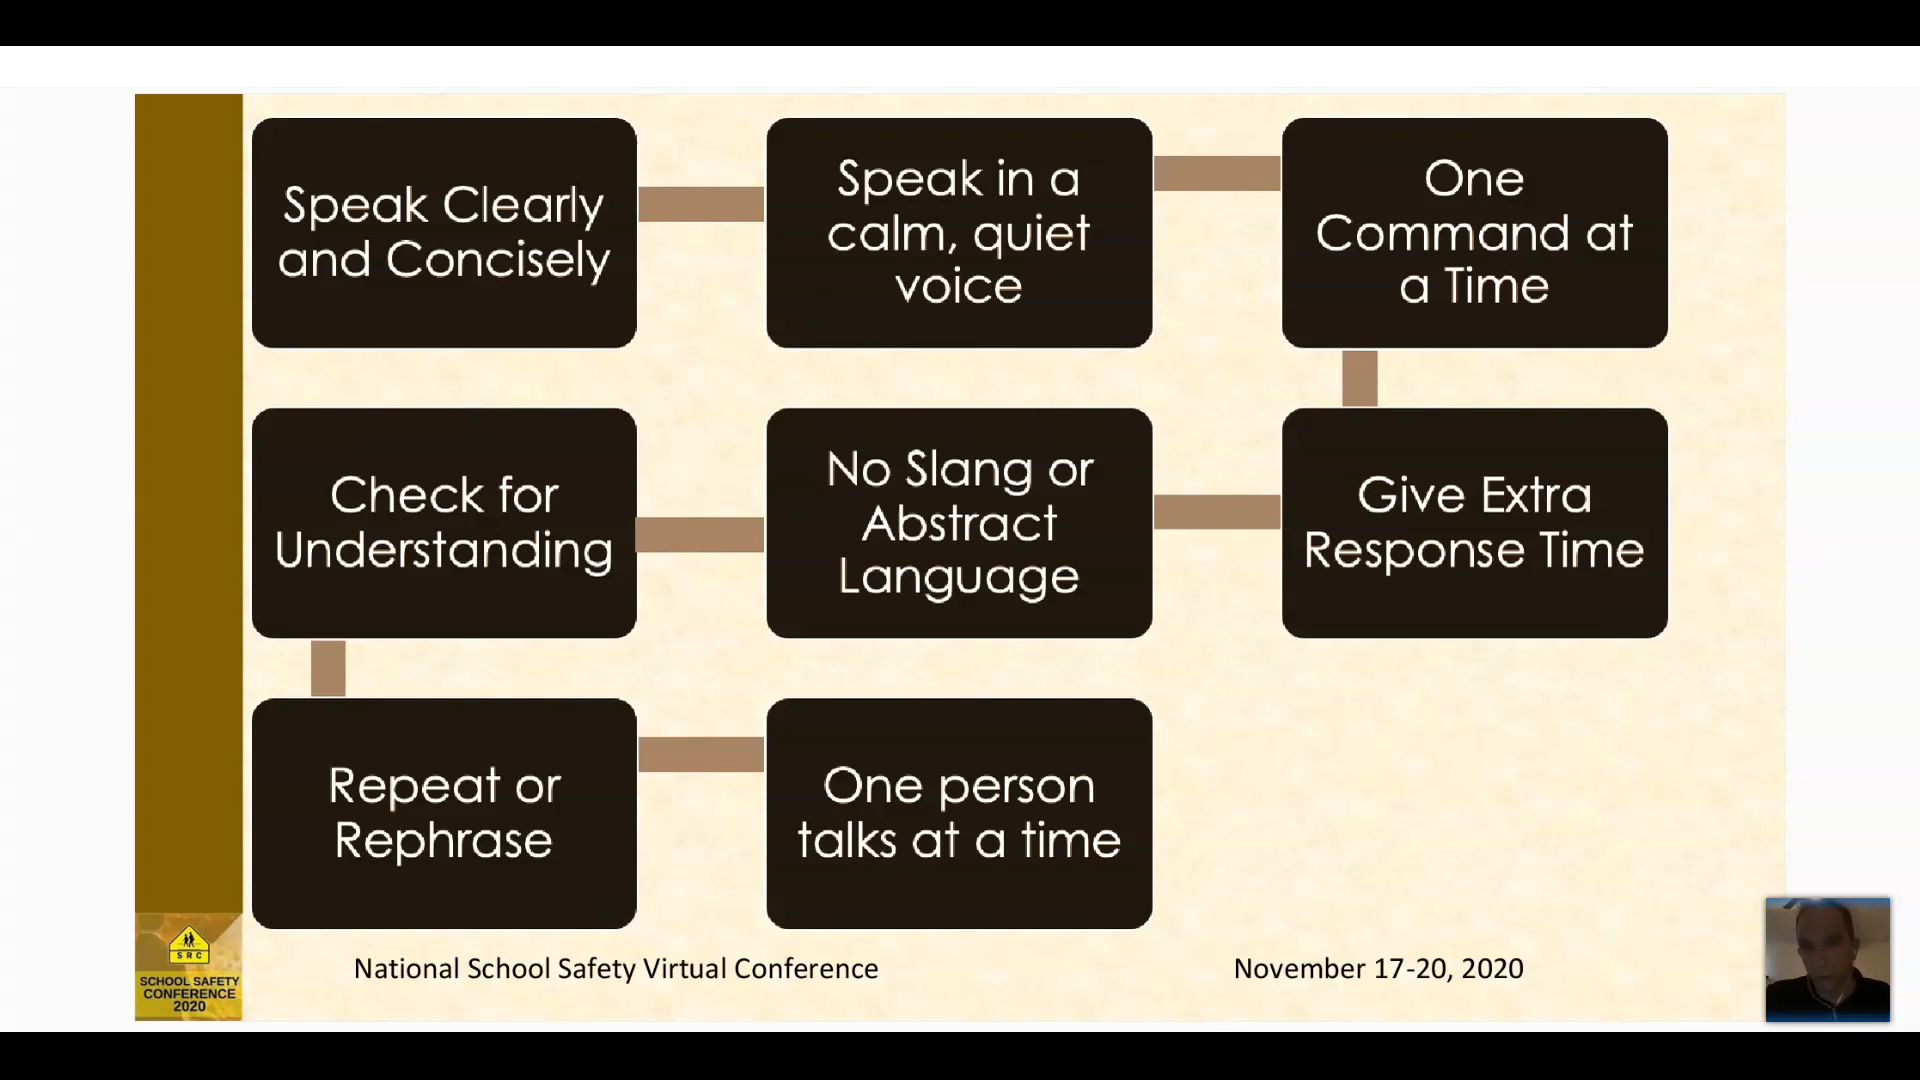 Speak Clearly
and Concisely
Speak in a
calm, quiet
voice
One
Command at
a Time
Check for
Understanding
No Slang or
Abstract
Language
Give Extra
Response Time
Repeat or
Rephrase
One person
talks at a time
SRC
SCHOOL SAFETY
CONFERENCE
2020
National School Safety Virtual Conference
November 17-20, 2020